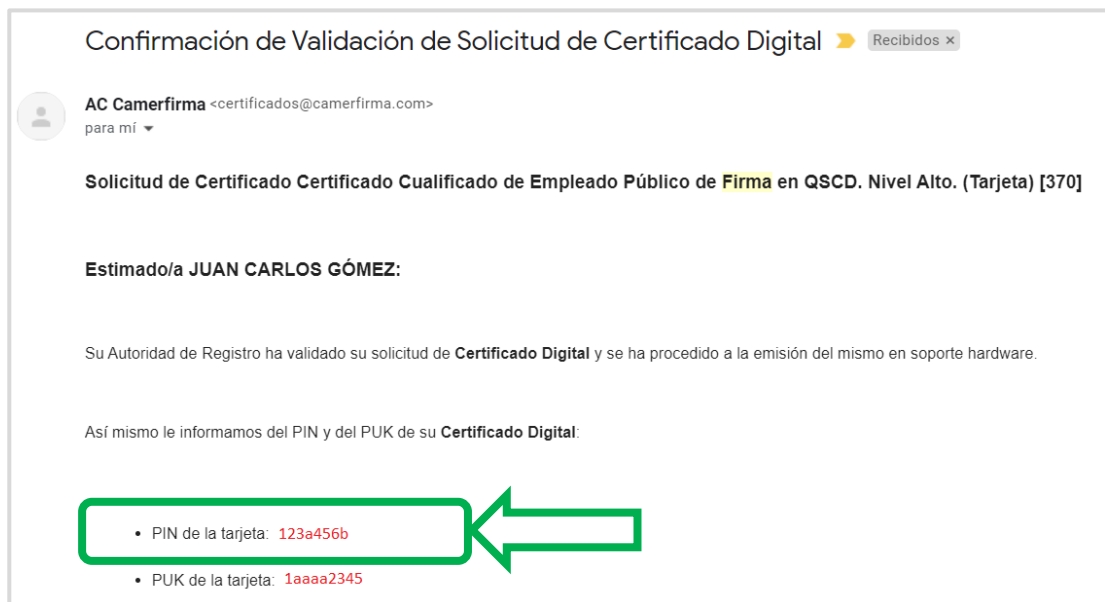 Confirmación de Validación de Solicitud de Certificado Digital Recibidos ×
AC Camerfirma <certificados@camerfirma.com>
para mí
Solicitud de Certificado Certificado Cualificado de Empleado Público de Firma en QSCD. Nivel Alto. (Tarjeta) [370]
Estimado/a JUAN CARLOS GÓMEZ:
Su Autoridad de Registro ha validado su solicitud de Certificado Digital y se ha procedido a la emisión del mismo en soporte hardware.
Así mismo le informamos del PIN y del PUK de su Certificado Digital:
• PIN de la tarjeta: 123a456b
• PUK de la tarjeta: 1aaaa2345